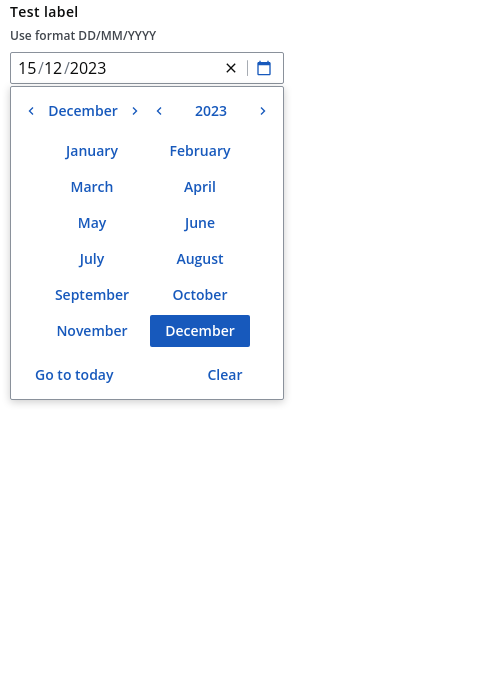 Test label
Use format DD/MM/YYYY
15/12/2023
December 2023
January February
March April
May June
July August
September October
November December
Go to today Clear